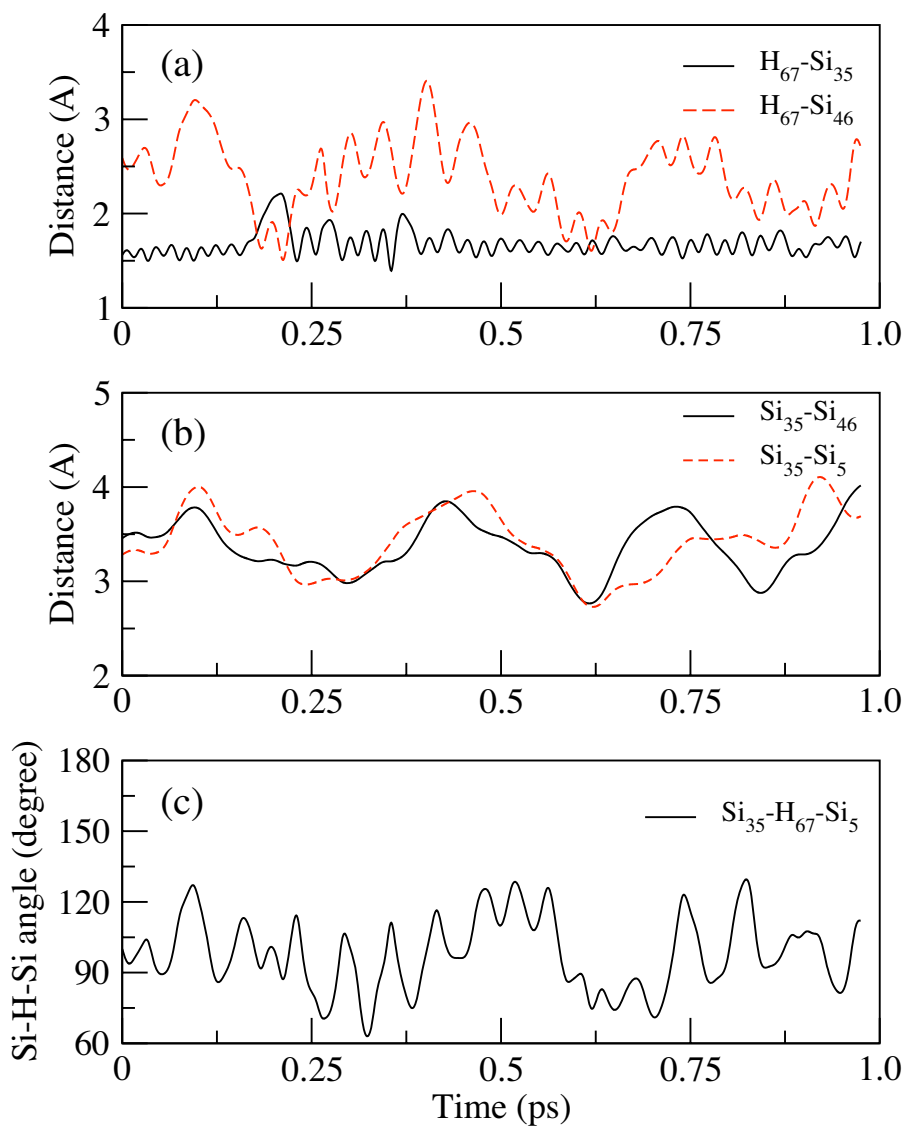 4
(a)
H67-Si35
3
H67-Si46
Distance (A)
2
1
0 0.25 0.5 0.75 1.0
5
(b)
Si35-Si46
4
Si35-Si5
Distance (A)
3
2
0 0.25 0.5 0.75 1.0
180
(c)
Si35-H67-Si5
150
Si-H-Si angle (degree)
120
90
60
0 0.25 0.5 0.75 1.0
Time (ps)